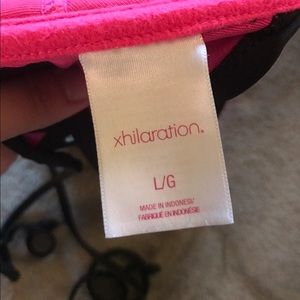 xhilaration.
L/G
MADE IN INDONESIA
FABRIQUÉ EN INDONÉSIE